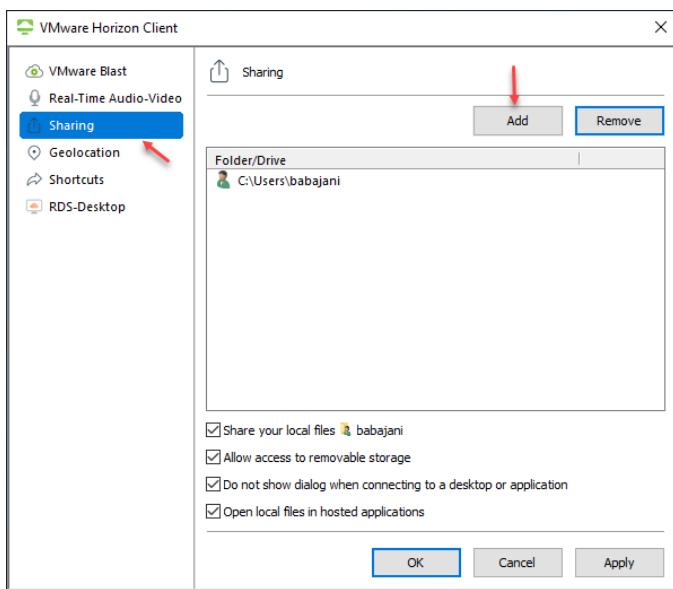 VMware Horizon Client
VMware Blast
Real-Time Audio-Video
Sharing
Geolocation
Shortcuts
RDS-Desktop
Sharing
Add
Remove
Folder/Drive
C:\Users\babajani
Share your local files babajani
Allow access to removable storage
Do not show dialog when connecting to a desktop or application
Open local files in hosted applications
OK
Cancel
Apply